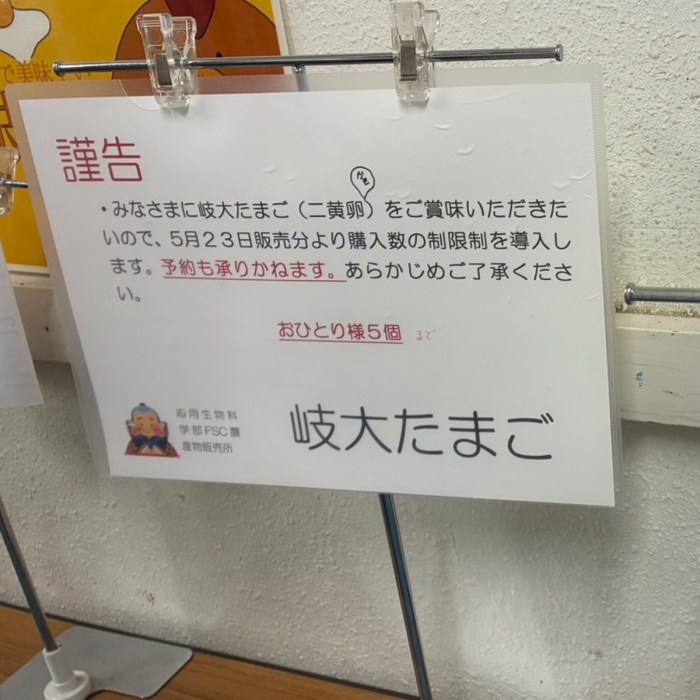 で美味
謹告
・みなさまに岐大たまご（二黄卵）をご賞味いただきた
いので、5月２３日販売分より購入数の制限制を導入し
ます。予約も承りかねます。あらかじめご了承くださ
い。
おひとり様５個 まで
応用生物科
学部FSC農
産物販売所
岐大たまご